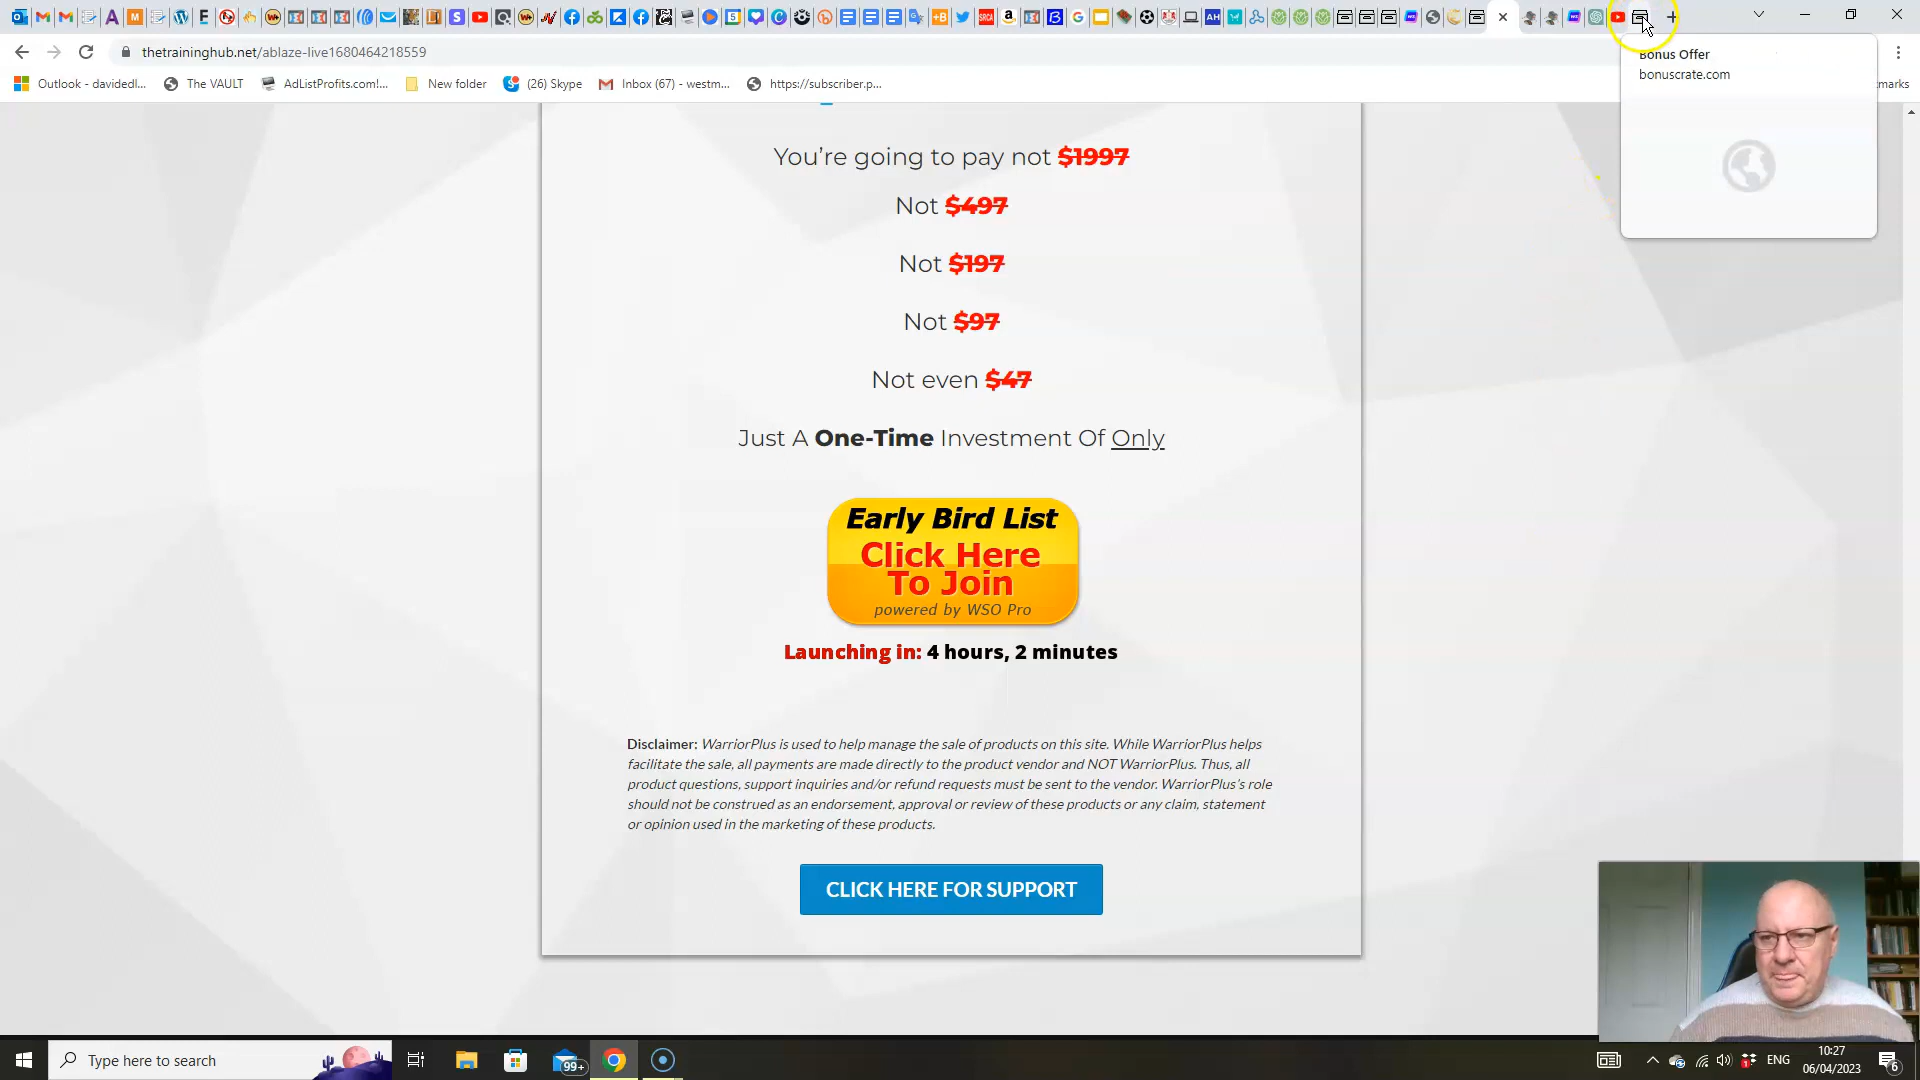 thetraininghub.net/ablaze-live1680464218559
Bonus Offer
bonuscrate.com
Outlook - davidedl...
The VAULT
AdListProfits.com!...
New folder
(26) Skype
Inbox (67) - westm...
https://subscriber.p...
marks
You're going to pay not $1997
Not $497
Not $197
Not $97
Not even $47
Just A One-Time Investment Of Only
Early Bird List
Click Here
To Join
powered by WSO Pro
Launching in: 4 hours, 2 minutes
Disclaimer: WarriorPlus is used to help manage the sale of products on this site. While WarriorPlus helps
facilitate the sale, all payments are made directly to the product vendor and NOT WarriorPlus. Thus, all
product questions, support inquiries and/or refund requests must be sent to the vendor. WarriorPlus's role
should not be construed as an endorsement, approval or review of these products or any claim, statement
or opinion used in the marketing of these products.
CLICK HERE FOR SUPPORT
Type here to search
99+
ENG
10:27
06/04/2023
6